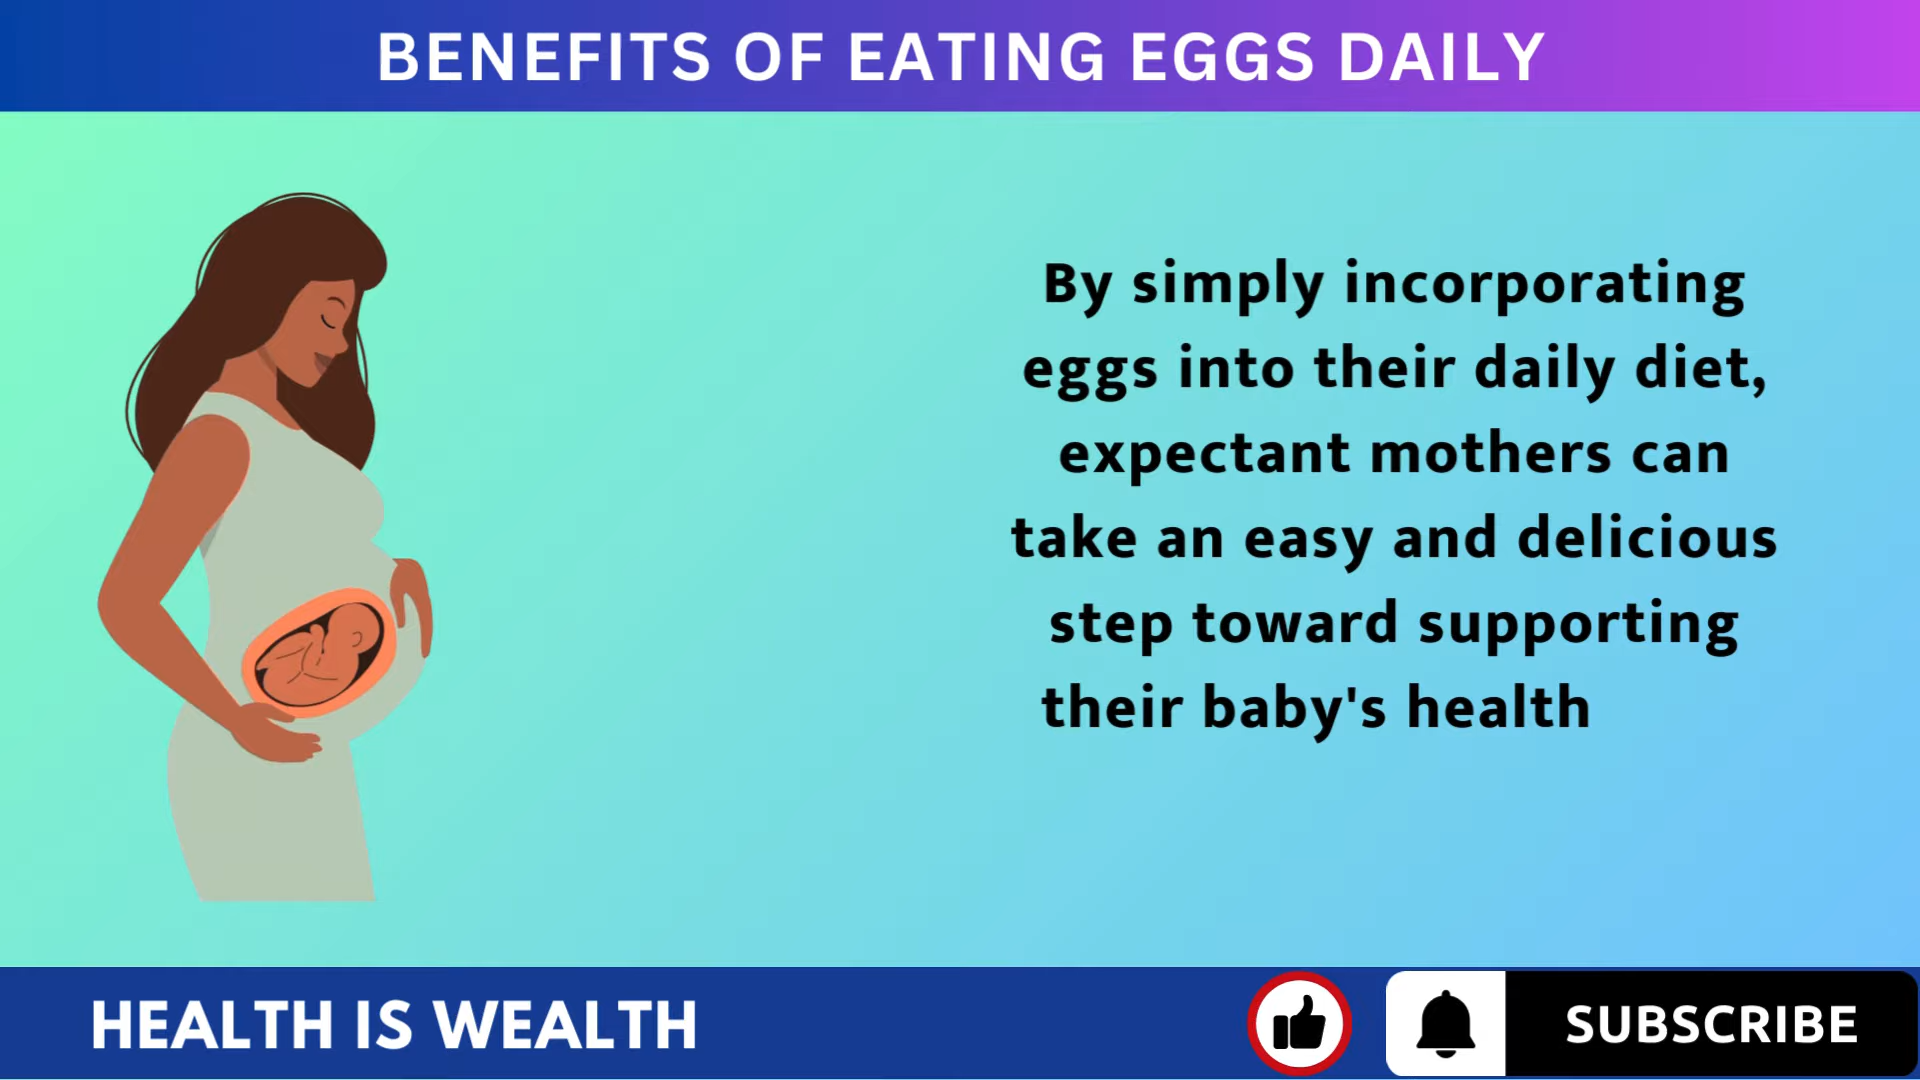 BENEFITS OF EATING EGGS DAILY
By simply incorporating
eggs into their daily diet,
expectant mothers can
take an easy and delicious
step toward supporting
their baby's health
HEALTH IS WEALTH
SUBSCRIBE